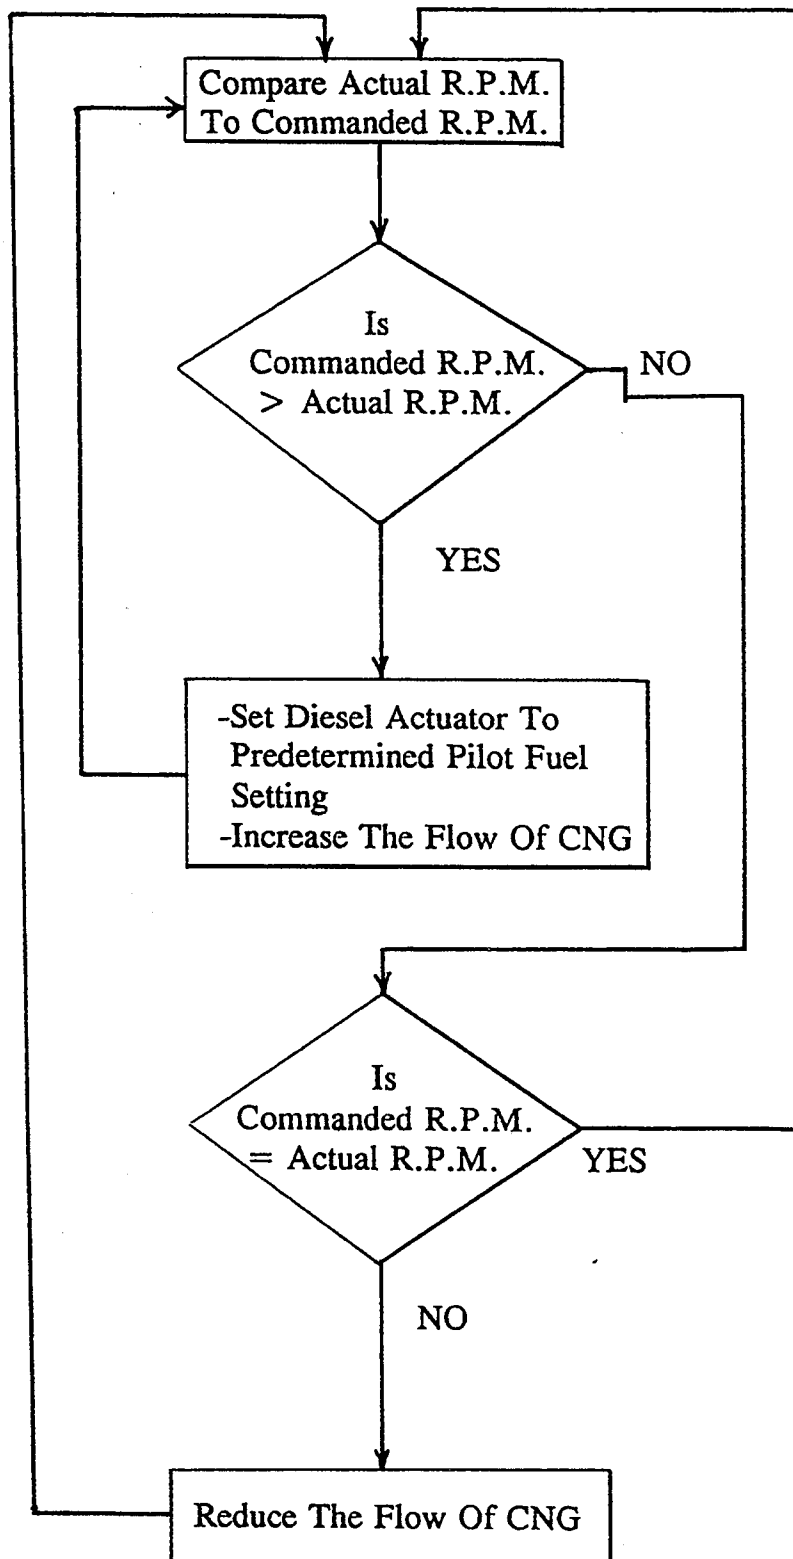 Compare Actual R.P.M.
To Commanded R.P.M.
Is
Commanded R.P.M.
> Actual R.P.M.
NO
YES
-Set Diesel Actuator To
Predetermined Pilot Fuel
Setting
-Increase The Flow Of CNG
Is
Commanded R.P.M.
= Actual R.P.M.
YES
NO
Reduce The Flow Of CNG